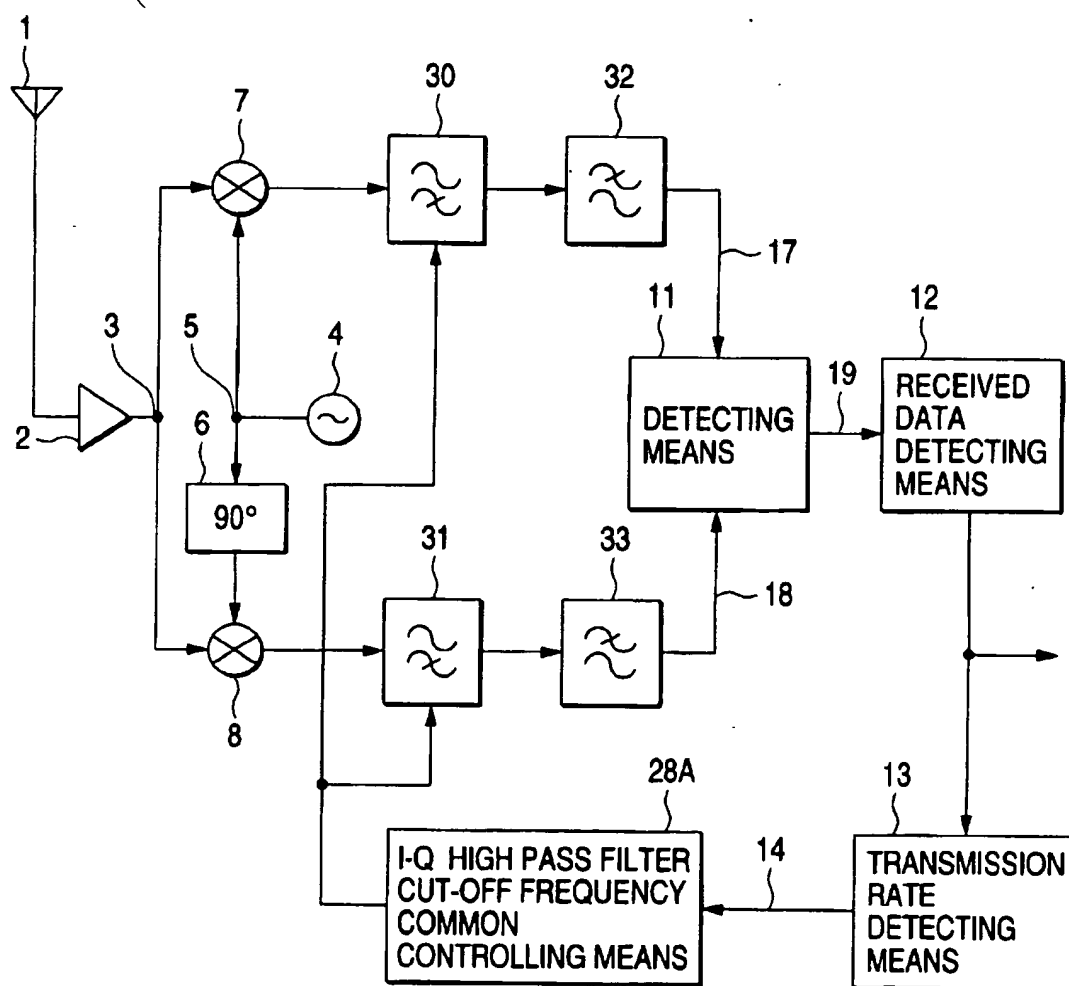 1
7
30
32
17
3
5
4
11
12
2
6
90°
DETECTING
MEANS
19
RECEIVED
DATA
DETECTING
MEANS
31
33
18
8
28A
13
I-Q HIGH PASS FILTER
CUT-OFF FREQUENCY
COMMON
CONTROLLING MEANS
14
TRANSMISSION
RATE
DETECTING
MEANS